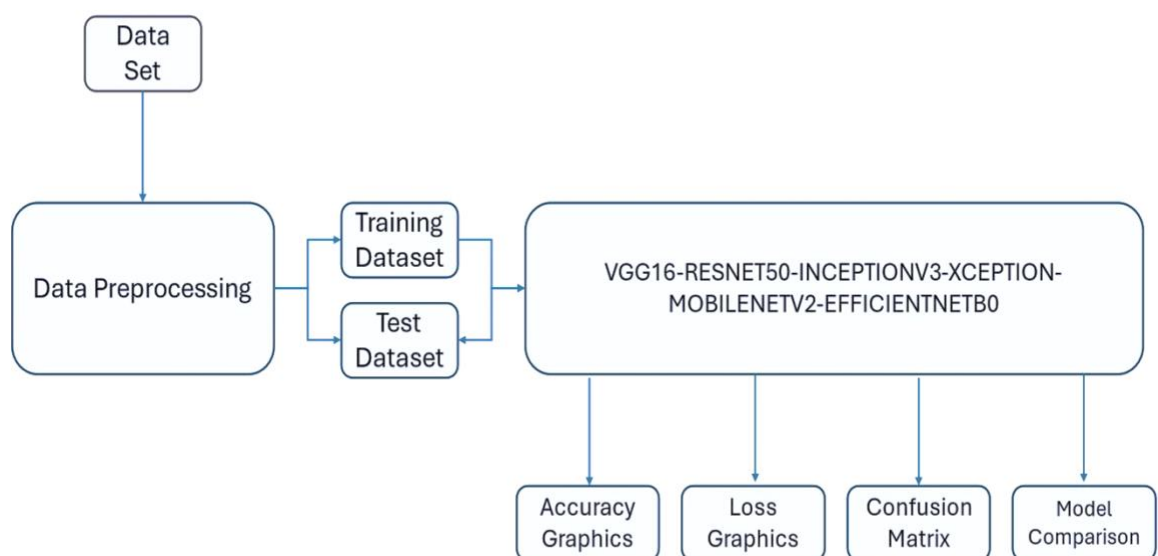 Data
Set
Data Preprocessing
Training
Dataset
Test
Dataset
VGG16-RESNET50-INCEPTIONV3-XCEPTION-
MOBILENETV2-EFFICIENTNETB0
Accuracy
Graphics
Loss
Graphics
Confusion
Matrix
Model
Comparison